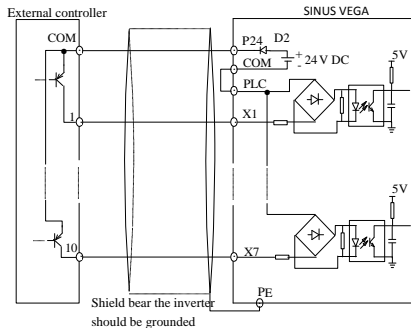 External controller
SINUS VEGA
COM
P24
D2
+
-
24V DC
COM
PLC
5V
1
X1
5V
10
X7
PE
Shield bear the inverter
should be grounded